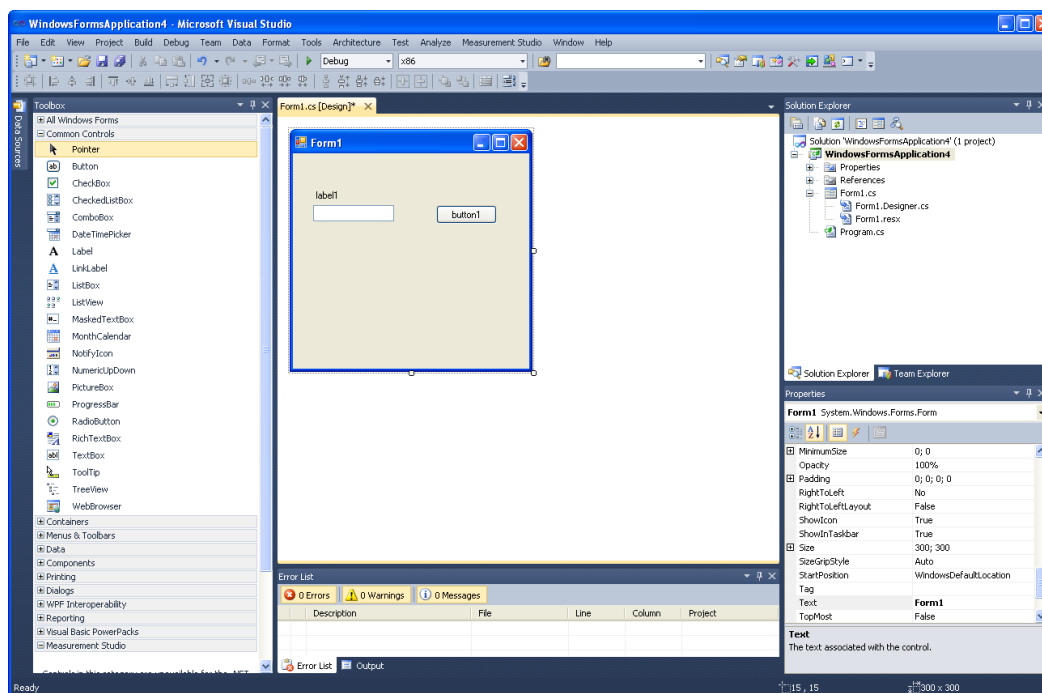 WindowsFormsApplication4 - Microsoft Visual Studio
File Edit View Project Build Debug Team Data Format Tools Architecture Test Analyze Measurement Studio Window Help
Debug x86
Data Sources
Toolbox
All Windows Forms
Common Controls
Pointer
Button
CheckBox
CheckedListBox
ComboBox
DateTimePicker
Label
LinkLabel
ListBox
ListView
MaskedTextBox
MonthCalendar
NotifyIcon
NumericUpDown
PictureBox
ProgressBar
RadioButton
RichTextBox
TextBox
ToolTip
TreeView
WebBrowser
Containers
Menus & Toolbars
Data
Components
Printing
Dialogs
WPF Interoperability
Reporting
Visual Basic PowerPacks
Measurement Studio
Form1.cs [Design]*
Form1
label1
button1
Error List
0 Errors 0 Warnings 0 Messages
Description File Line Column Project
Error List Output
Solution Explorer
Solution 'WindowsFormsApplication4' (1 project)
WindowsFormsApplication4
Properties
References
Form1.cs
Form1.Designer.cs
Form1.resx
Program.cs
Solution Explorer Team Explorer
Properties
Form1 System.Windows.Forms.Form
MinimumSize 0; 0
Opacity 100%
Padding 0; 0; 0; 0
RightToLeft No
RightToLeftLayout False
ShowIcon True
ShowInTaskbar True
Size 300; 300
SizeGripStyle Auto
StartPosition WindowsDefaultLocation
Tag
Text Form1
TopMost False
Text
The text associated with the control.
Ready 15 , 15 300 x 300